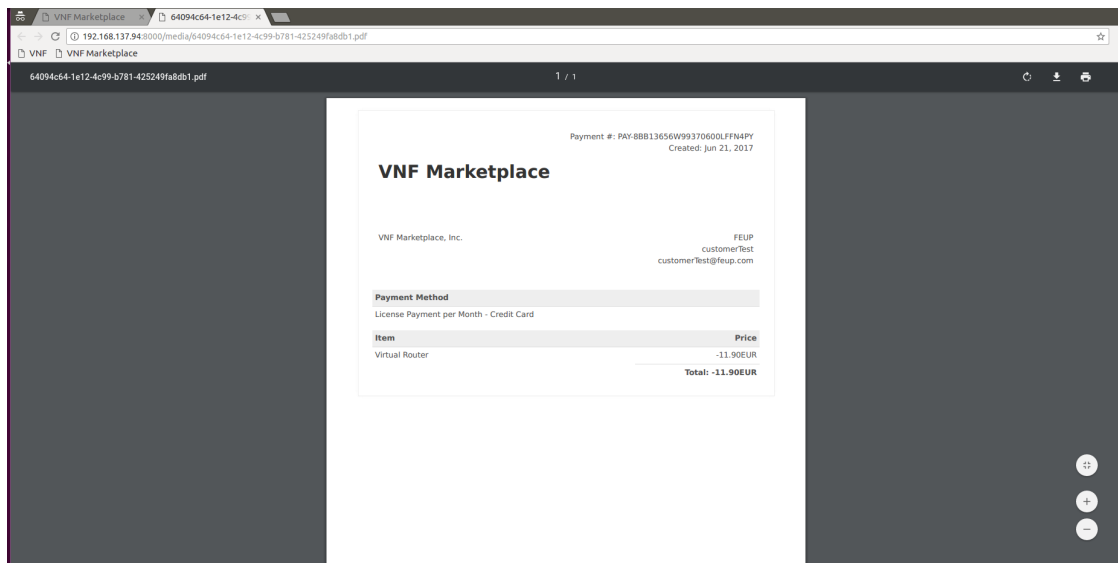 VNF Marketplace
64094c64-1e12-4c9
192.168.137.94:8000/media/64094c64-1e12-4c99-b781-425249fa8db1.pdf
VNF VNF Marketplace
64094c64-1e12-4c99-b781-425249fa8db1.pdf 1 / 1
Payment #: PAY-8BB13656W99370600LFFN4PY
Created: Jun 21, 2017
VNF Marketplace
VNF Marketplace, Inc. FEUP
customerTest
customerTest@feup.com
Payment Method
License Payment per Month - Credit Card
Item Price
Virtual Router -11.90EUR
Total: -11.90EUR